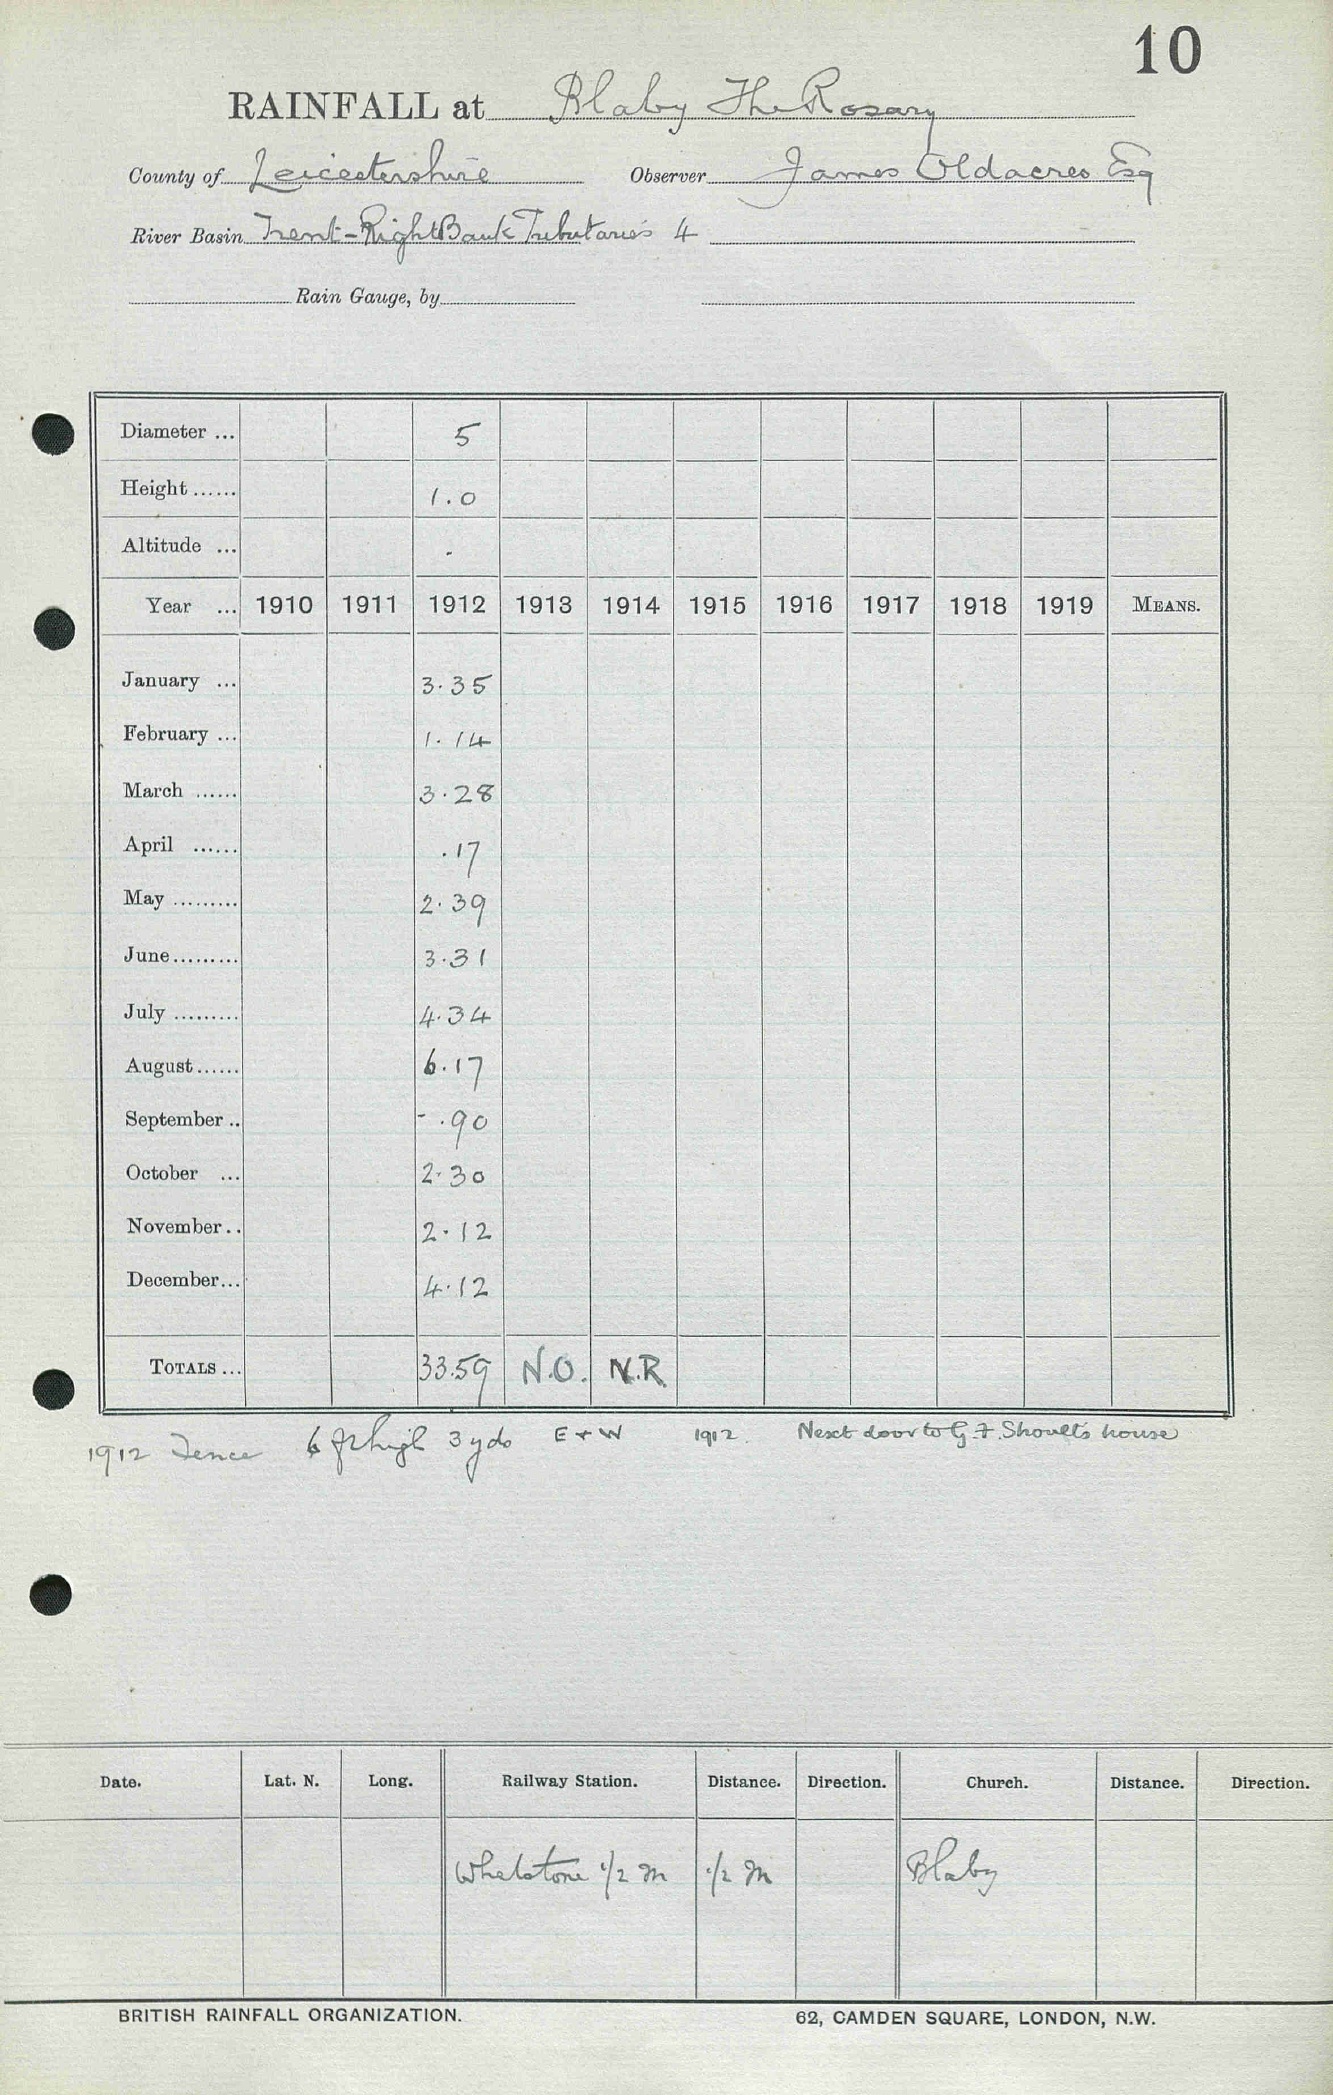 10
RAINFALL at Blaby The Rosary
County of Leicestershire Observer James Oldacres Esq
River Basin Trent - Right Bank Tributaries 4
Rain Gauge, by
Diameter ... 5
Height ...... 1.0
Altitude ... -
Year ... 1910 1911 1912 1913 1914 1915 1916 1917 1918 1919 MEANS.
January ... 3.35
February ... 1.14
March ...... 3.28
April ...... .17
May ......... 2.39
June......... 3.31
July ......... 4.34
August...... 6.17
September .. - .90
October ... 2.30
November.. 2.12
December... 4.12
TOTALS ... 33.59 N.O. N.R.
1912 Fence 6 ft high 3 yds E + W 1912 Next door to G. F. Shoults house
Date. Lat. N. Long. Railway Station. Distance. Direction. Church. Distance. Direction.
Whetstone 1/2 m 1/2 m Blaby
BRITISH RAINFALL ORGANIZATION. 62, CAMDEN SQUARE, LONDON, N.W.